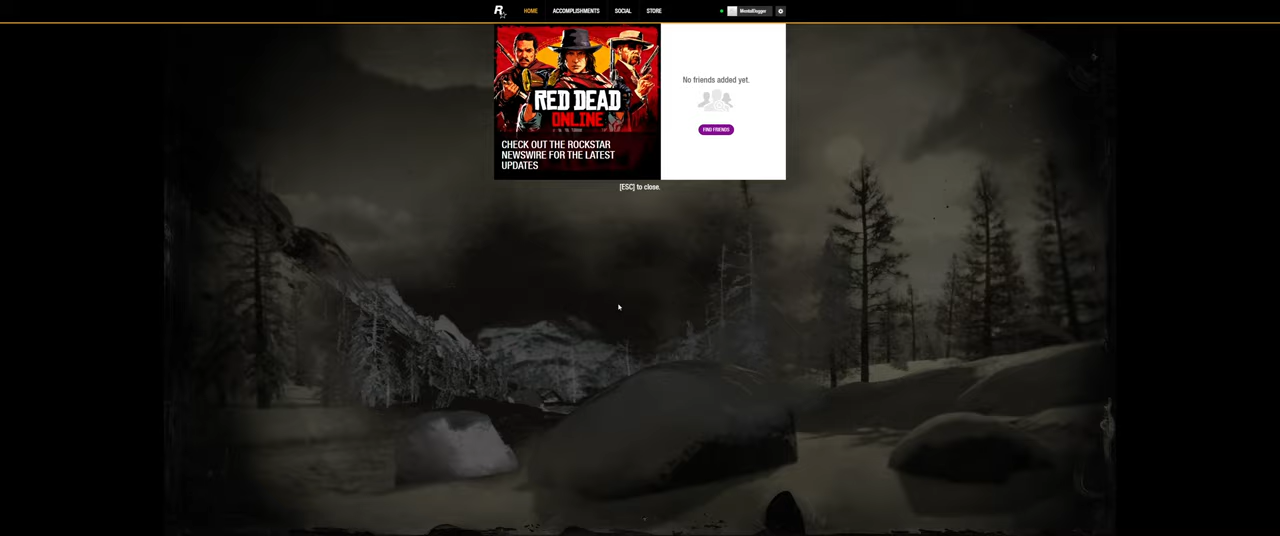 R
HOME
ACCOMPLISHMENTS
SOCIAL
STORE
RED DEAD
ONLINE
CHECK OUT THE ROCKSTAR
NEWSWIRE FOR THE LATEST
UPDATES
No friends added yet.
FIND FRIENDS
[ESC] to close.